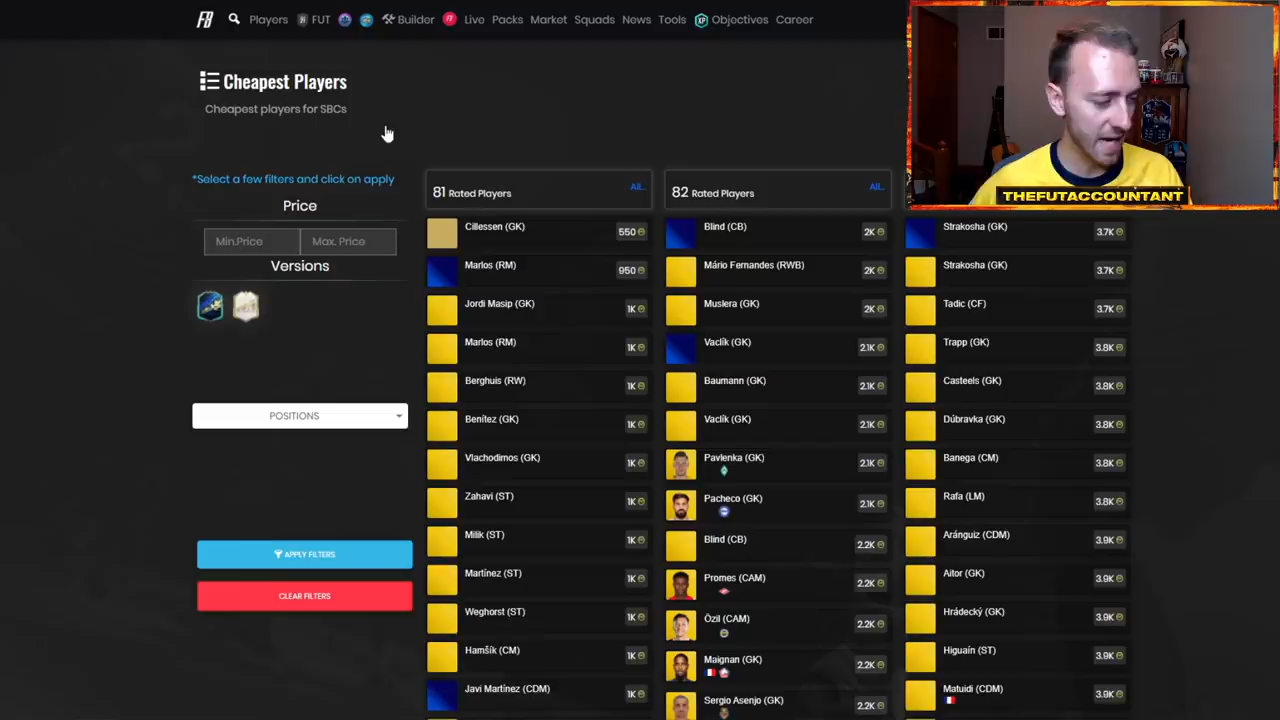 F8 Players FUT Builder Live Packs Market Squads News Tools XP Objectives Career
Cheapest Players
Cheapest players for SBCs
*Select a few filters and click on apply
Price
Min.Price Max. Price
Versions
POSITIONS
APPLY FILTERS
CLEAR FILTERS
81 Rated Players All..
Cillessen (GK) 550
Marlos (RM) 950
Jordi Masip (GK) 1K
Marlos (RM) 1K
Berghuis (RW) 1K
Benítez (GK) 1K
Vlachodimos (GK) 1K
Zahavi (ST) 1K
Milik (ST) 1K
Martínez (ST) 1K
Weghorst (ST) 1K
Hamšík (CM) 1K
Javi Martínez (CDM) 1K
82 Rated Players All..
Blind (CB) 2K
Mário Fernandes (RWB) 2K
Muslera (GK) 2K
Vaclík (GK) 2.1K
Baumann (GK) 2.1K
Vaclík (GK) 2.1K
Pavlenka (GK) 2.1K
Pacheco (GK) 2.1K
Blind (CB) 2.2K
Promes (CAM) 2.2K
Özil (CAM) 2.2K
Maignan (GK) 2.2K
Sergio Asenjo (GK) 2.2K
Strakosha (GK) 3.7K
Strakosha (GK) 3.7K
Tadic (CF) 3.7K
Trapp (GK) 3.8K
Casteels (GK) 3.8K
Dúbravka (GK) 3.8K
Banega (CM) 3.8K
Rafa (LM) 3.8K
Aránguiz (CDM) 3.9K
Aitor (GK) 3.9K
Hrádecký (GK) 3.9K
Higuaín (ST) 3.9K
Matuidi (CDM) 3.9K
THEFUTACCOUNTANT